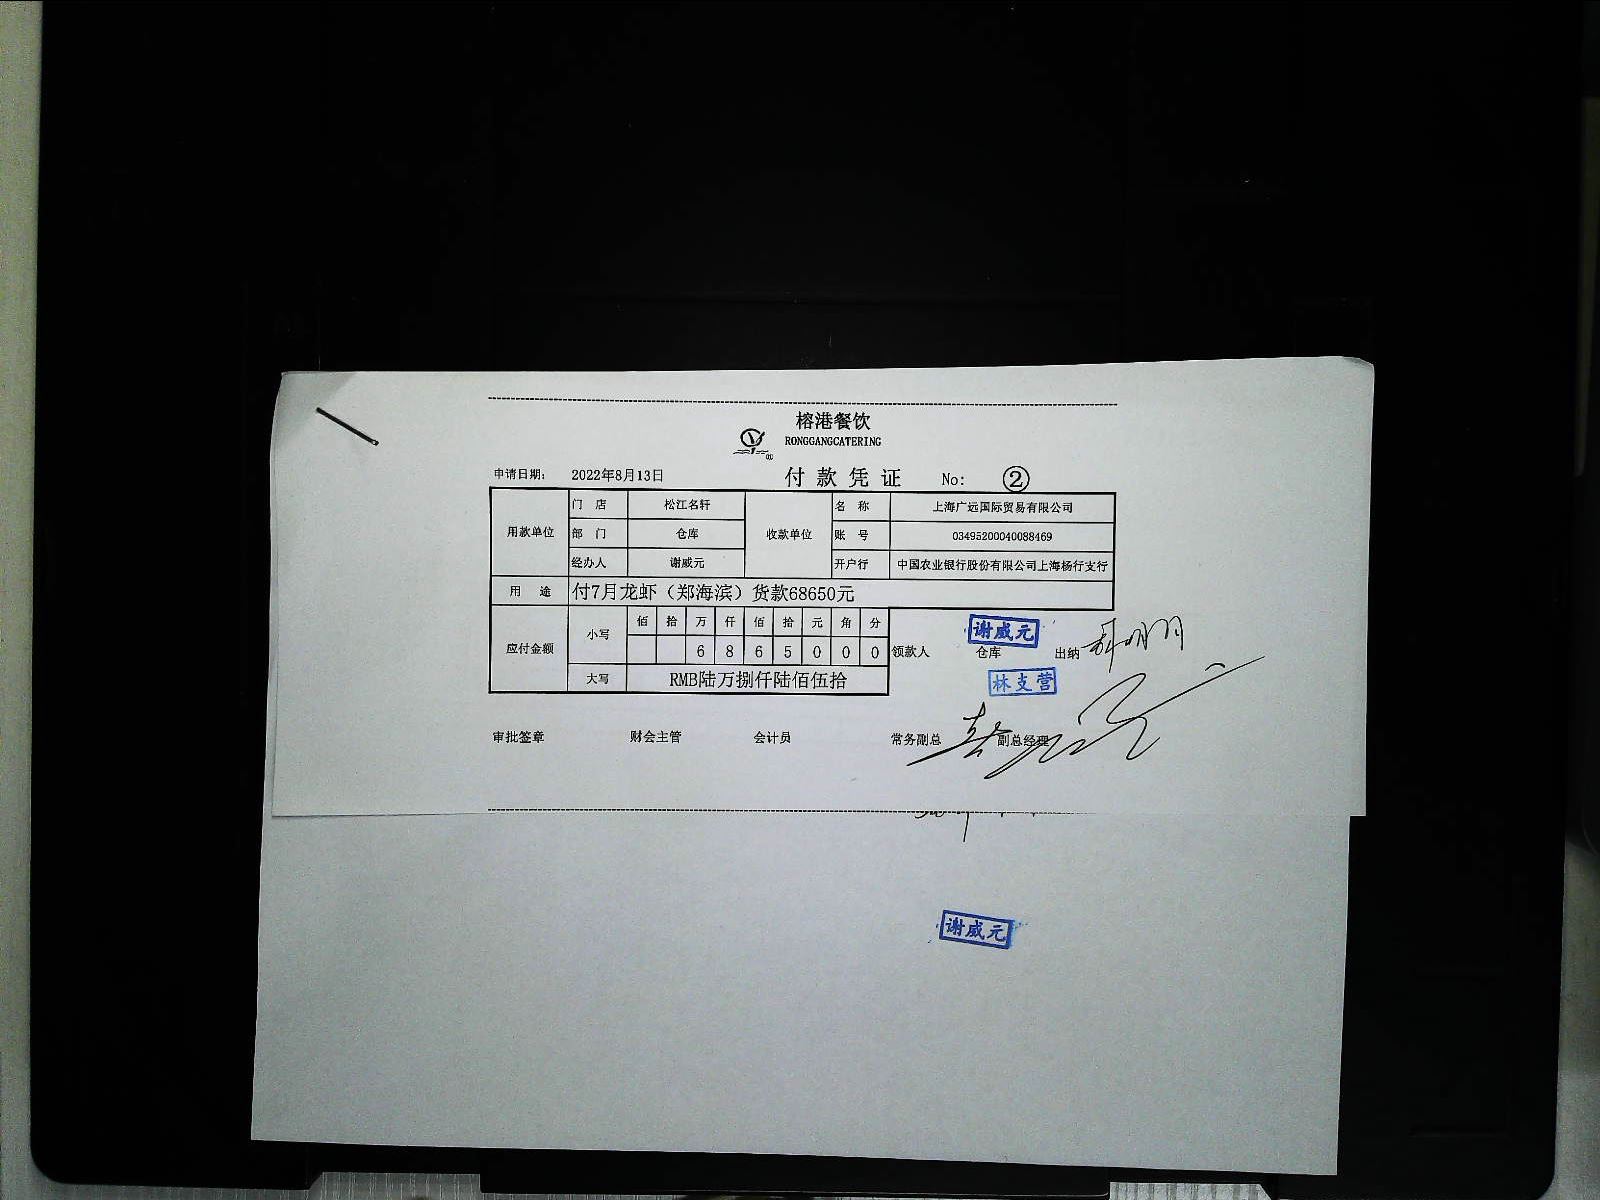 榕港餐饮
RONGGANGCATERING
申请日期: 2022年8月13日 付款凭证 No: ②
用款单位 门店 松江名轩 收款单位 名称 上海广远国际贸易有限公司
部门 仓库 账号 03495200040088469
经办人 谢威元 开户行 中国农业银行股份有限公司上海杨行支行
用途 付7月龙虾（郑海滨）货款68650元
应付金额 小写 佰 拾 万 仟 佰 拾 元 角 分
6 8 6 5 0 0 0
大写 RMB陆万捌仟陆佰伍拾
谢威元
领款人 仓库 出纳
林支营
审批签章 财会主管 会计员 常务副总 副总经理
谢威元